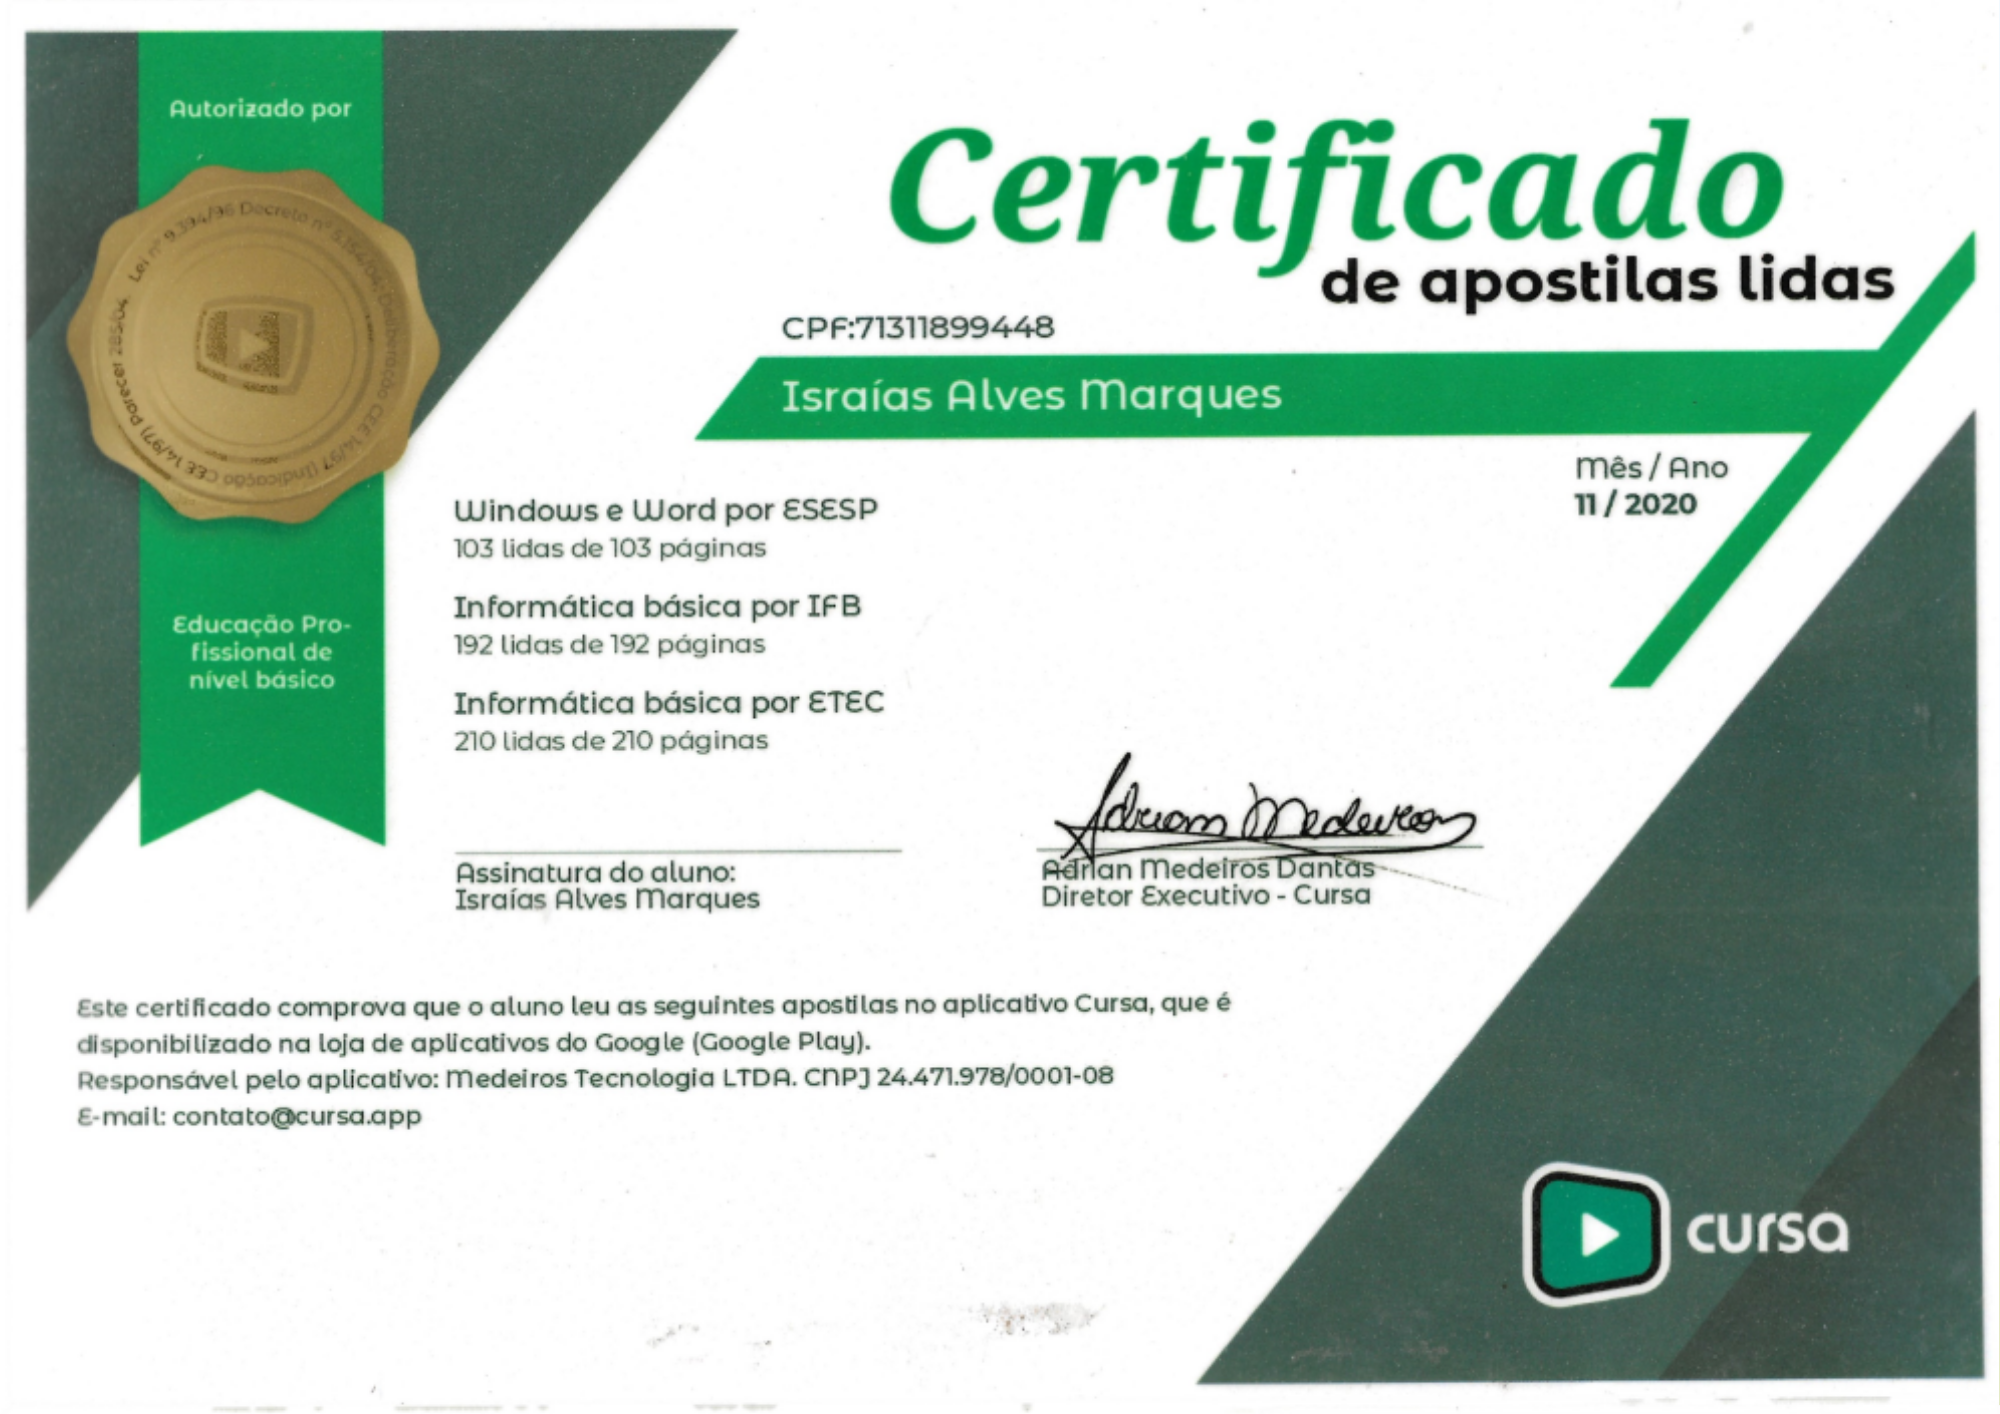 Autorizado por
Lei nº 9.394/96 Decreto nº 5.154/04; Deliberação CEE 14/97 (Indicação CEE 14/97) Parecer 285/04.
Educação Pro-
fissional de
nível básico
Certificado
de apostilas lidas
CPF:71311899448
Israías Alves Marques
Mês / Ano
11 / 2020
Windows e Word por ESESP
103 lidas de 103 páginas
Informática básica por IFB
192 lidas de 192 páginas
Informática básica por ETEC
210 lidas de 210 páginas
Assinatura do aluno:
Israías Alves Marques
Adrian Medeiros
Adrian Medeiros Dantas
Diretor Executivo - Cursa
Este certificado comprova que o aluno leu as seguintes apostilas no aplicativo Cursa, que é
disponibilizado na loja de aplicativos do Google (Google Play).
Responsável pelo aplicativo: Medeiros Tecnologia LTDA. CNPJ 24.471.978/0001-08
E-mail: contato@cursa.app
cursa